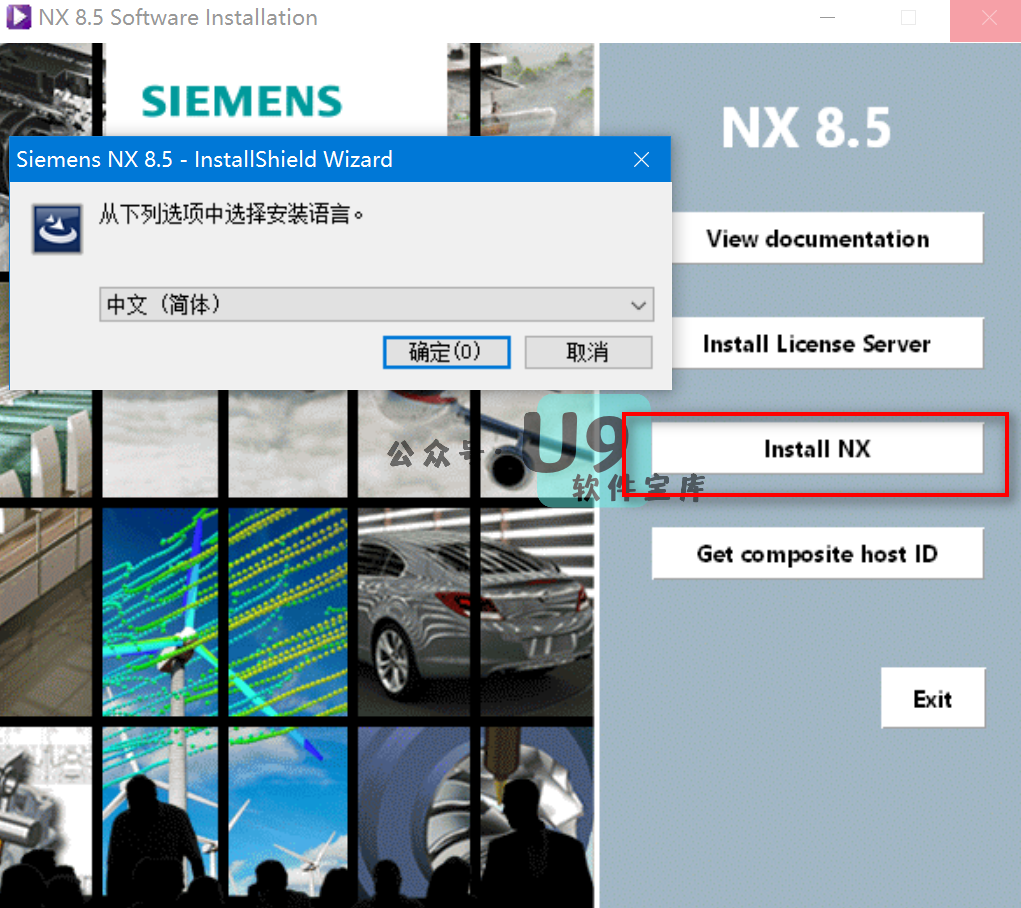 NX 8.5 Software Installation
SIEMENS
NX 8.5
Siemens NX 8.5 - InstallShield Wizard
从下列选项中选择安装语言。
中文（简体）
确定(O)
取消
View documentation
Install License Server
Install NX
Get composite host ID
Exit
公众号·U9
软件宝库